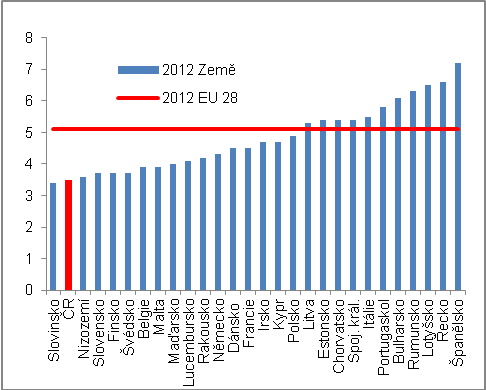 8
7
6
5
4
3
2
1
0
2012 Země
2012 EU 28
Slovinsko
ČR
Nizozemí
Slovensko
Finsko
Švédsko
Belgie
Malta
Maďarsko
Lucembursko
Rakousko
Německo
Dánsko
Francie
Irsko
Kypr
Polsko
Litva
Estonsko
Chorvatsko
Spoj. král.
Itálie
Portugaskol
Bulharsko
Rumunsko
Lotyšsko
Řecko
Španělsko